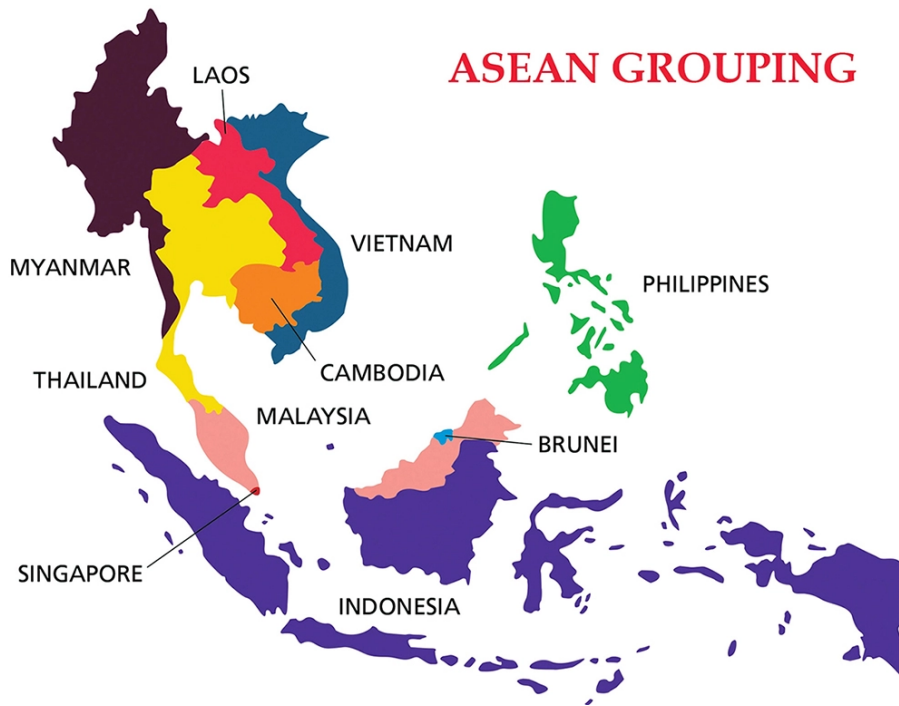 ASEAN GROUPING
LAOS
VIETNAM
MYANMAR
PHILIPPINES
CAMBODIA
THAILAND
MALAYSIA
BRUNEI
SINGAPORE
INDONESIA